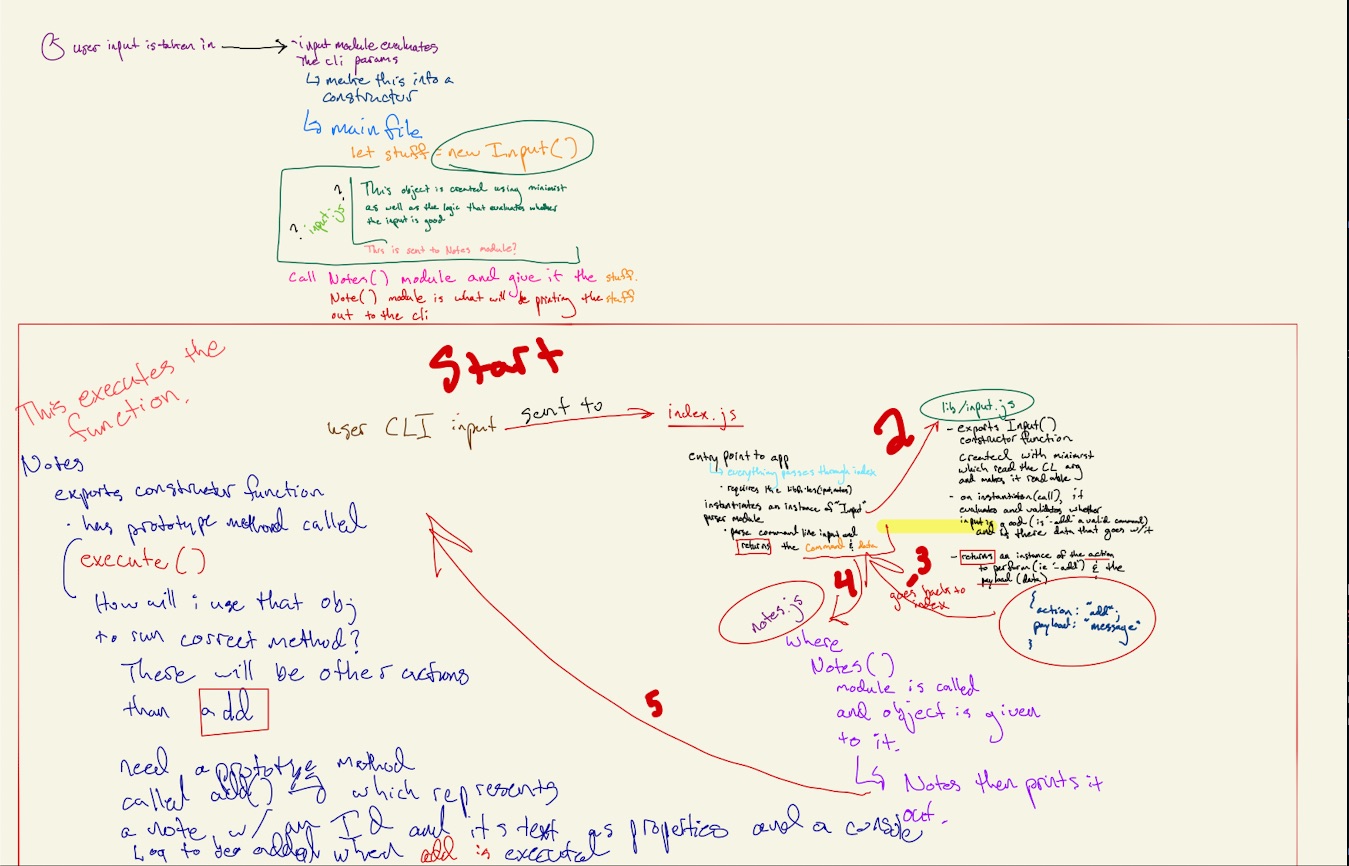 user input is taken in
- input module evaluates
the cli params
make this into a
constructor
main file
let stuff = new Input()
?
input.js
?
This object is created using minimist
as well as the logic that evaluates whether
the input is good
This is sent to Notes module?
Call Notes() module and give it the stuff.
Note() module is what will be printing the stuff
out to the cli
Start
This executes the
function.
user CLI input sent to index.js
entry point to app
everything passes through index
• requires the lib files (input, notes)
instantiates an instance of "Input"
parser module
• parse command line input and
returns the command & data
2
lib/input.js
- exports Input()
constructor function
created with minimist
which read the CL arg
and makes it readable
- on instantiation (call), it
evaluates and validates whether
input is good (is "-add" a valid command)
and is there data that goes w/it
- returns an instance of the action
to perform (ie "-add") & the
payload (data)
3
goes back to
index
{
action: "add";
payload: "message"
}
4
notes.js
where
Notes()
module is called
and object is given
to it.
Notes then prints it
out.
5
Notes
exports constructor function
• has prototype method called
execute()
How will i use that obj
to run correct method?
There will be other actions
than add
need a prototype method
called add() which represents
a note, w/ an Id and its text as properties and a console
Log to see added when add is executed